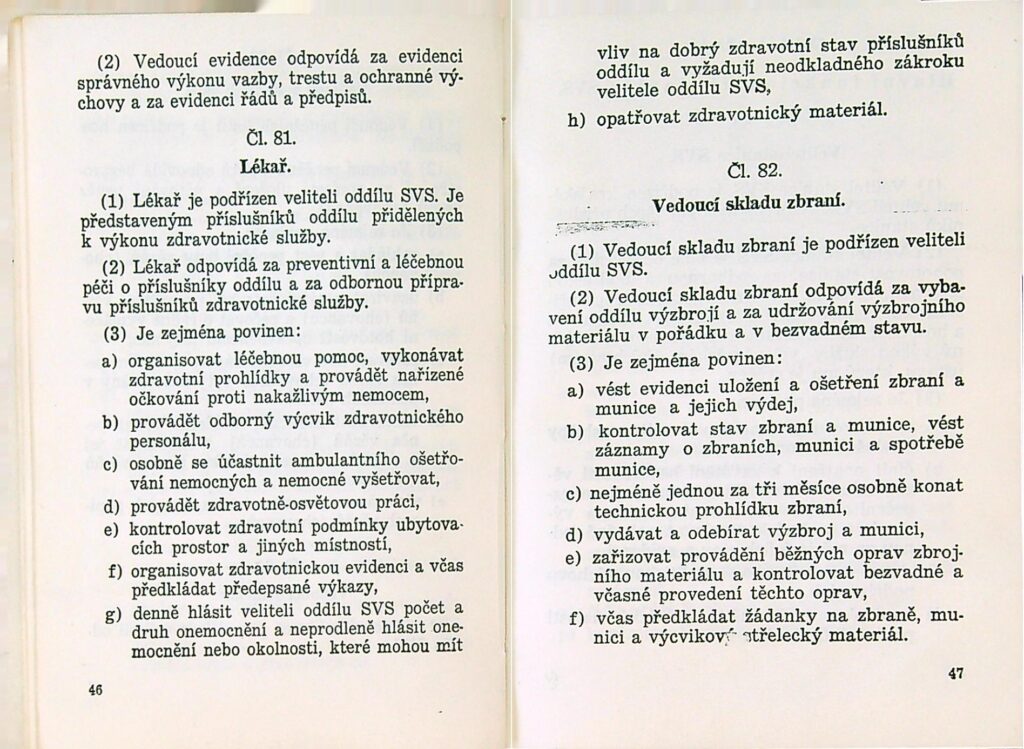 (2) Vedoucí evidence odpovídá za evidenci
správného výkonu vazby, trestu a ochranné vý-
chovy a za evidenci řádů a předpisů.
Čl. 81.
Lékař.
(1) Lékař je podřízen veliteli oddílu SVS. Je
představeným příslušníků oddílu přidělených
k výkonu zdravotnické služby.
(2) Lékař odpovídá za preventivní a léčebnou
péči o příslušníky oddílu a za odbornou přípra-
vu příslušníků zdravotnické služby.
(3) Je zejména povinen:
a) organisovat léčebnou pomoc, vykonávat
zdravotní prohlídky a provádět nařízené
očkování proti nakažlivým nemocem,
b) provádět odborný výcvik zdravotnického
personálu,
c) osobně se účastnit ambulantního ošetřo-
vání nemocných a nemocné vyšetřovat,
d) provádět zdravotně-osvětovou práci,
e) kontrolovat zdravotní podmínky ubytova-
cích prostor a jiných místností,
f) organisovat zdravotnickou evidenci a včas
předkládat předepsané výkazy,
g) denně hlásit veliteli oddílu SVS počet a
druh onemocnění a neprodleně hlásit one-
mocnění nebo okolnosti, které mohou mít
46
vliv na dobrý zdravotní stav příslušníků
oddílu a vyžadují neodkladného zákroku
velitele oddílu SVS,
h) opatřovat zdravotnický materiál.
Čl. 82.
Vedoucí skladu zbraní.
(1) Vedoucí skladu zbraní je podřízen veliteli
oddílu SVS.
(2) Vedoucí skladu zbraní odpovídá za vyba-
vení oddílu výzbrojí a za udržování výzbrojního
materiálu v pořádku a v bezvadném stavu.
(3) Je zejména povinen:
a) vést evidenci uložení a ošetření zbraní a
munice a jejich výdej,
b) kontrolovat stav zbraní a munice, vést
záznamy o zbraních, munici a spotřebě
munice,
c) nejméně jednou za tři měsíce osobně konat
technickou prohlídku zbraní,
d) vydávat a odebírat výzbroj a munici,
e) zařizovat provádění běžných oprav zbroj-
ního materiálu a kontrolovat bezvadné a
včasné provedení těchto oprav,
f) včas předkládat žádanky na zbraně, mu-
nici a výcvikový střelecký materiál.
47